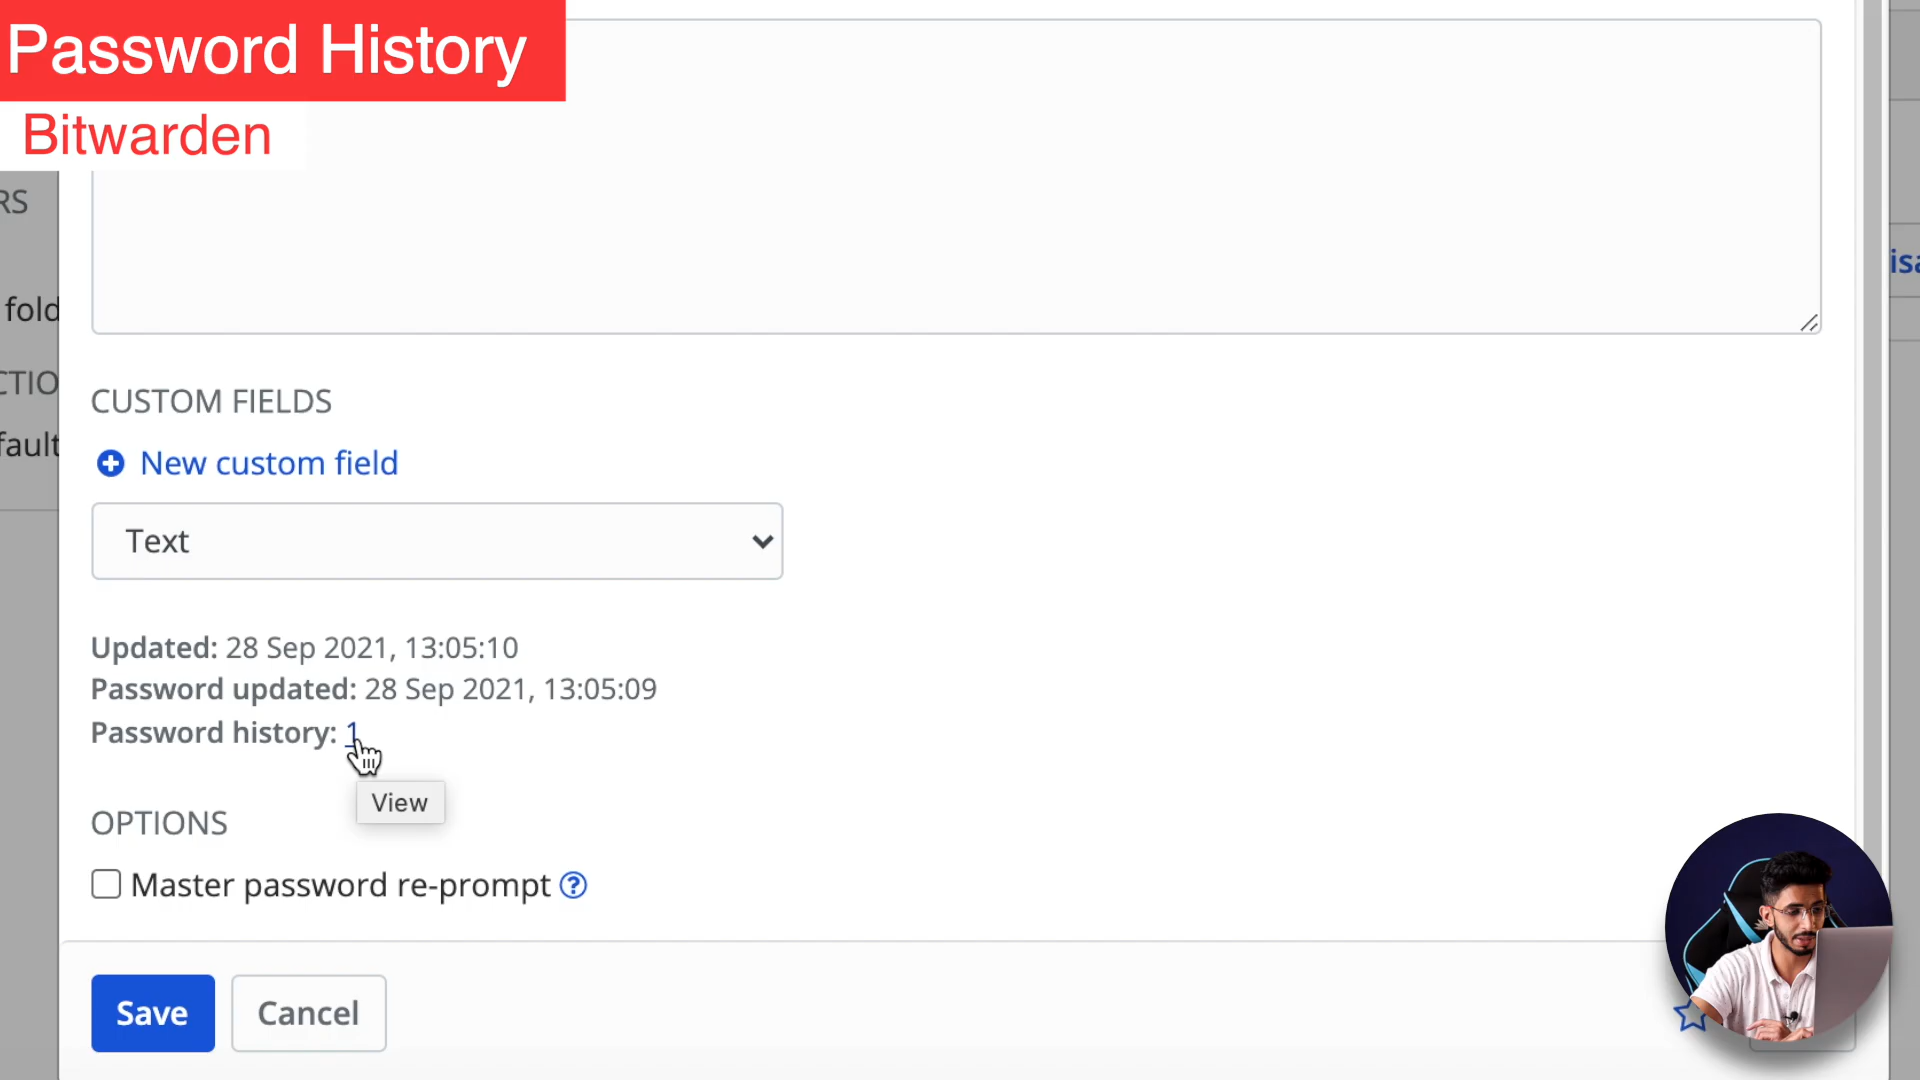 Password History
Bitwarden
RS
fold
CTIO
fault
isa
CUSTOM FIELDS
New custom field
Text
Updated: 28 Sep 2021, 13:05:10
Password updated: 28 Sep 2021, 13:05:09
Password history: 1
View
OPTIONS
Master password re-prompt ?
Save
Cancel